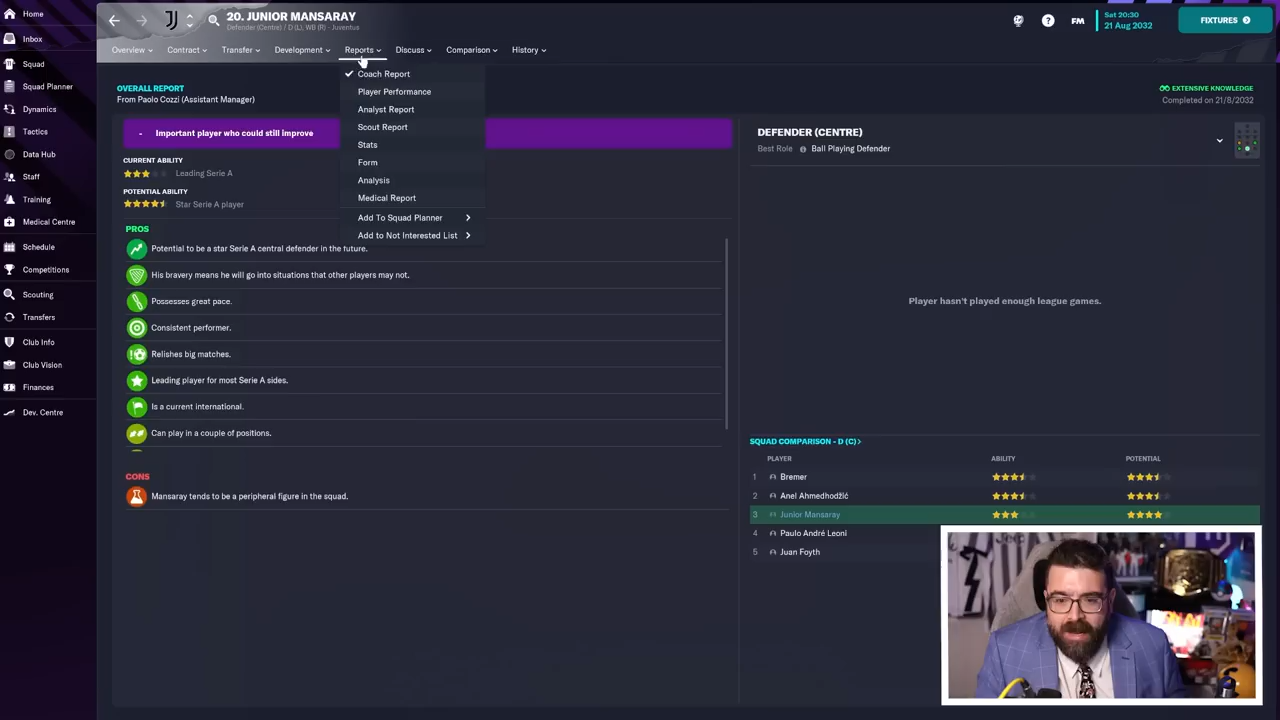 Home
Inbox
Squad
Squad Planner
Dynamics
Tactics
Data Hub
Staff
Training
Medical Centre
Schedule
Competitions
Scouting
Transfers
Club Info
Club Vision
Finances
Dev. Centre
20. JUNIOR MANSARAY
Defender (Centre) / D (L), WB (R) - Juventus
FM
Sat 20:30
21 Aug 2032
FIXTURES
Overview
Contract
Transfer
Development
Reports
Discuss
Comparison
History
Coach Report
Player Performance
Analyst Report
Scout Report
Stats
Form
Analysis
Medical Report
Add To Squad Planner
Add to Not Interested List
OVERALL REPORT
From Paolo Cozzi (Assistant Manager)
EXTENSIVE KNOWLEDGE
Completed on 21/8/2032
- Important player who could still improve
CURRENT ABILITY
Leading Serie A
POTENTIAL ABILITY
Star Serie A player
PROS
Potential to be a star Serie A central defender in the future.
His bravery means he will go into situations that other players may not.
Possesses great pace.
Consistent performer.
Relishes big matches.
Leading player for most Serie A sides.
Is a current international.
Can play in a couple of positions.
CONS
Mansaray tends to be a peripheral figure in the squad.
DEFENDER (CENTRE)
Best Role Ball Playing Defender
Player hasn't played enough league games.
SQUAD COMPARISON - D (C)
PLAYER ABILITY POTENTIAL
1 Bremer
2 Anel Ahmedhodžić
3 Junior Mansaray
4 Paulo André Leoni
5 Juan Foyth